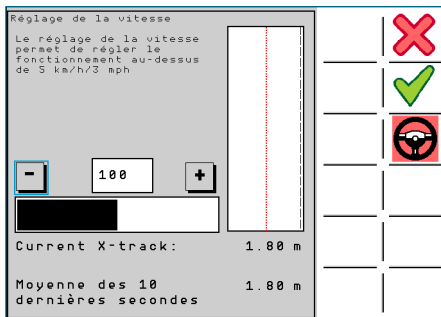 Réglage de la vitesse
Le réglage de la vitesse
permet de régler le
fonctionnement au-dessus
de 5 km/h/3 mph
-
100
+
Current X-track: 1.80 m
Moyenne des 10 1.80 m
dernières secondes